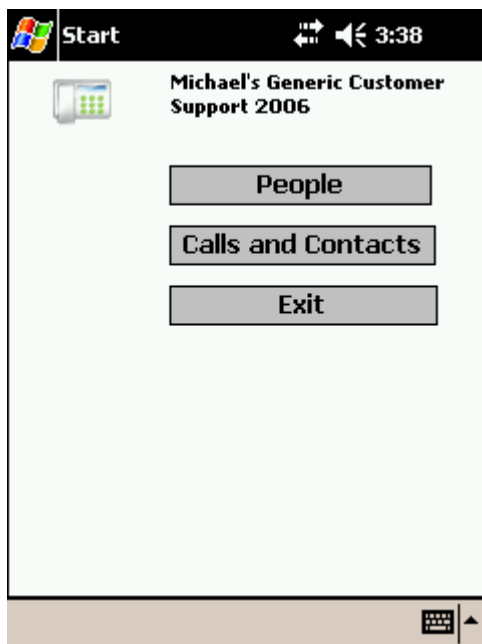 Start 3:38
Michael's Generic Customer
Support 2006
People
Calls and Contacts
Exit